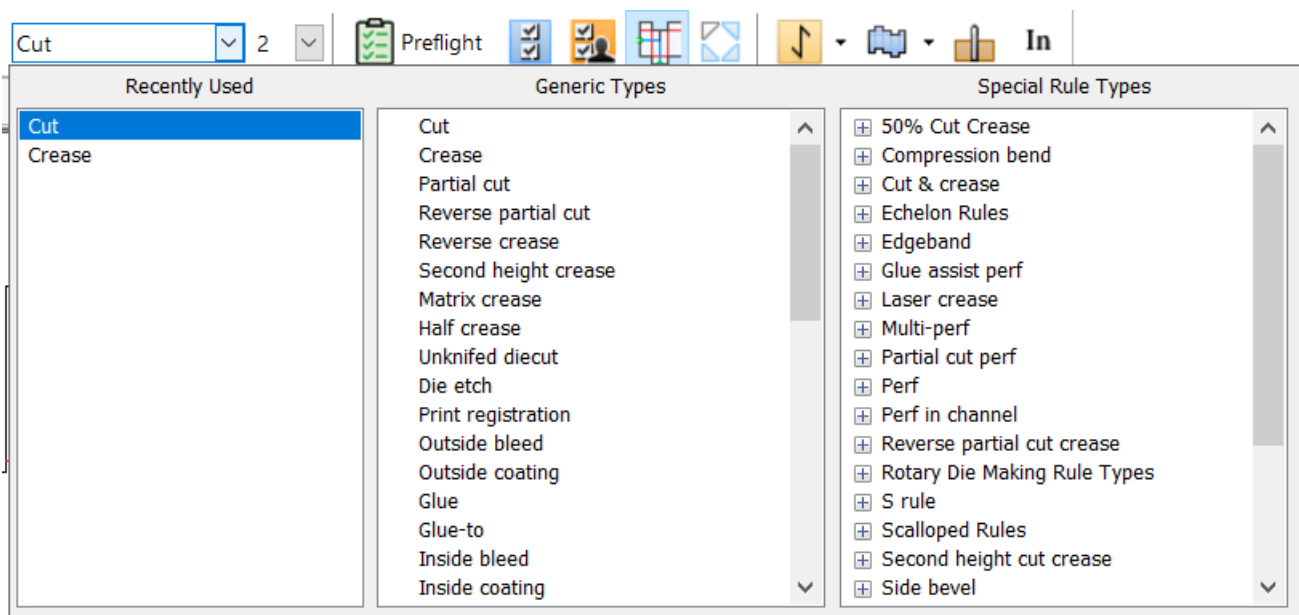 Cut 2 Preflight In
Recently Used
Cut
Crease
Generic Types
Cut
Crease
Partial cut
Reverse partial cut
Reverse crease
Second height crease
Matrix crease
Half crease
Unknifed diecut
Die etch
Print registration
Outside bleed
Outside coating
Glue
Glue-to
Inside bleed
Inside coating
Special Rule Types
50% Cut Crease
Compression bend
Cut & crease
Echelon Rules
Edgeband
Glue assist perf
Laser crease
Multi-perf
Partial cut perf
Perf
Perf in channel
Reverse partial cut crease
Rotary Die Making Rule Types
S rule
Scalloped Rules
Second height cut crease
Side bevel